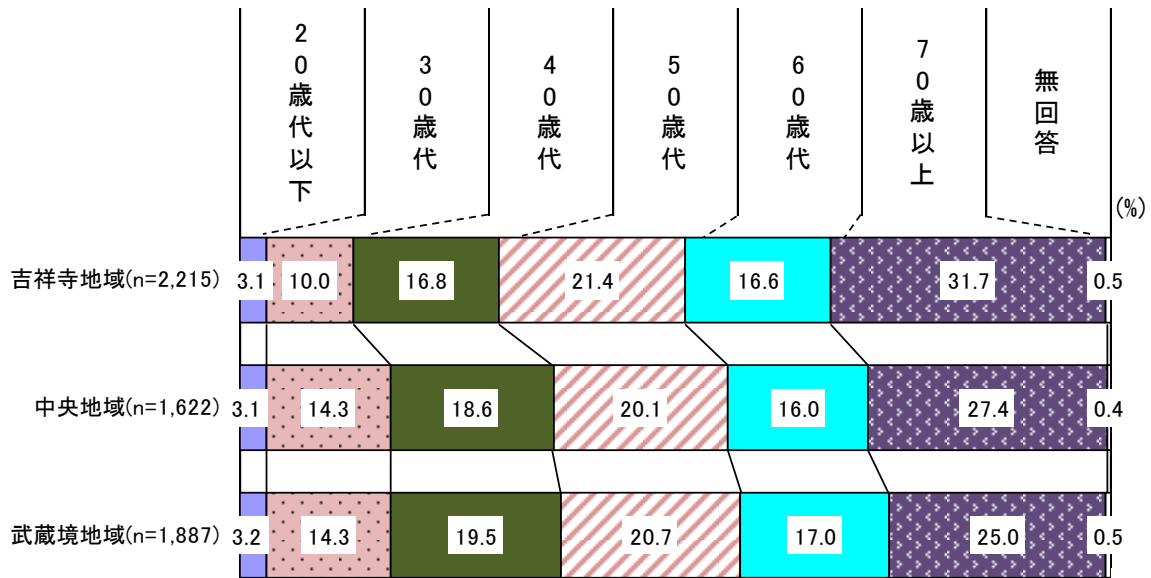 20歳代以下
30歳代
40歳代
50歳代
60歳代
70歳以上
無回答
(%)
吉祥寺地域(n=2,215) 3.1 10.0 16.8 21.4 16.6 31.7 0.5
中央地域(n=1,622) 3.1 14.3 18.6 20.1 16.0 27.4 0.4
武蔵境地域(n=1,887) 3.2 14.3 19.5 20.7 17.0 25.0 0.5